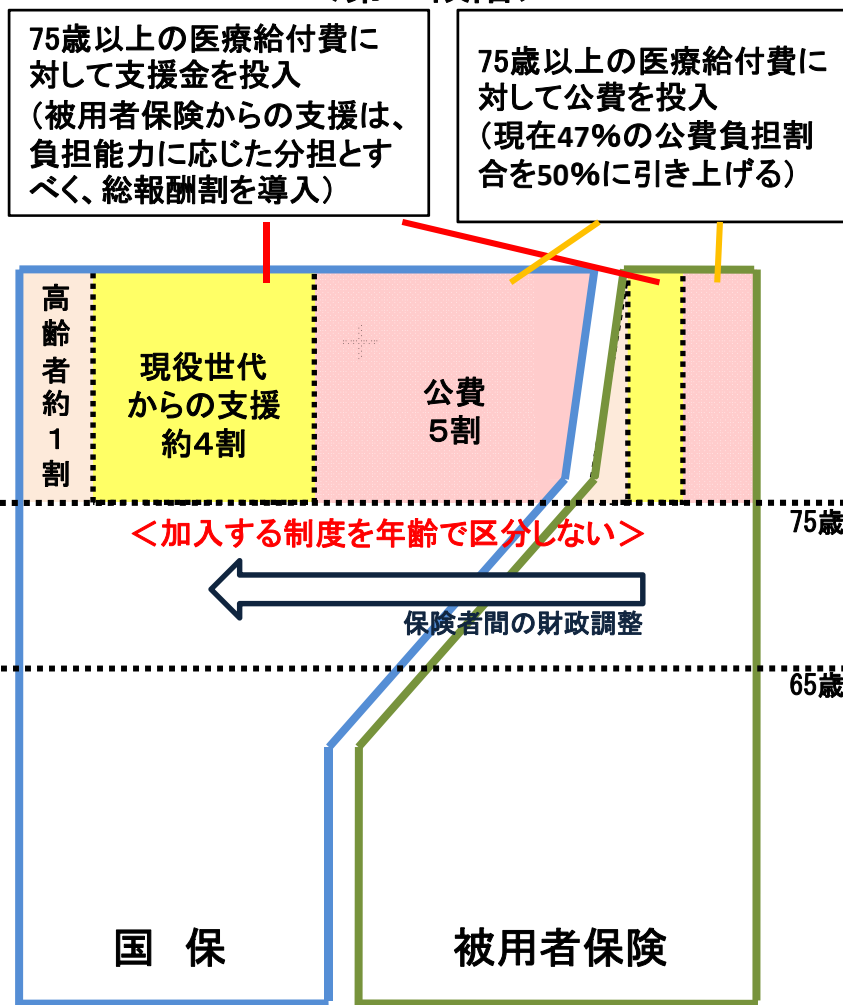 75歳以上の医療給付費に
対して支援金を投入
（被用者保険からの支援は、
負担能力に応じた分担とす
べく、総報酬割を導入）
75歳以上の医療給付費に
対して公費を投入
（現在47%の公費負担割
合を50%に引き上げる）
高齢者約１割
現役世代
からの支援
約４割
公費
５割
75歳
＜加入する制度を年齢で区分しない＞
保険者間の財政調整
65歳
国 保
被用者保険